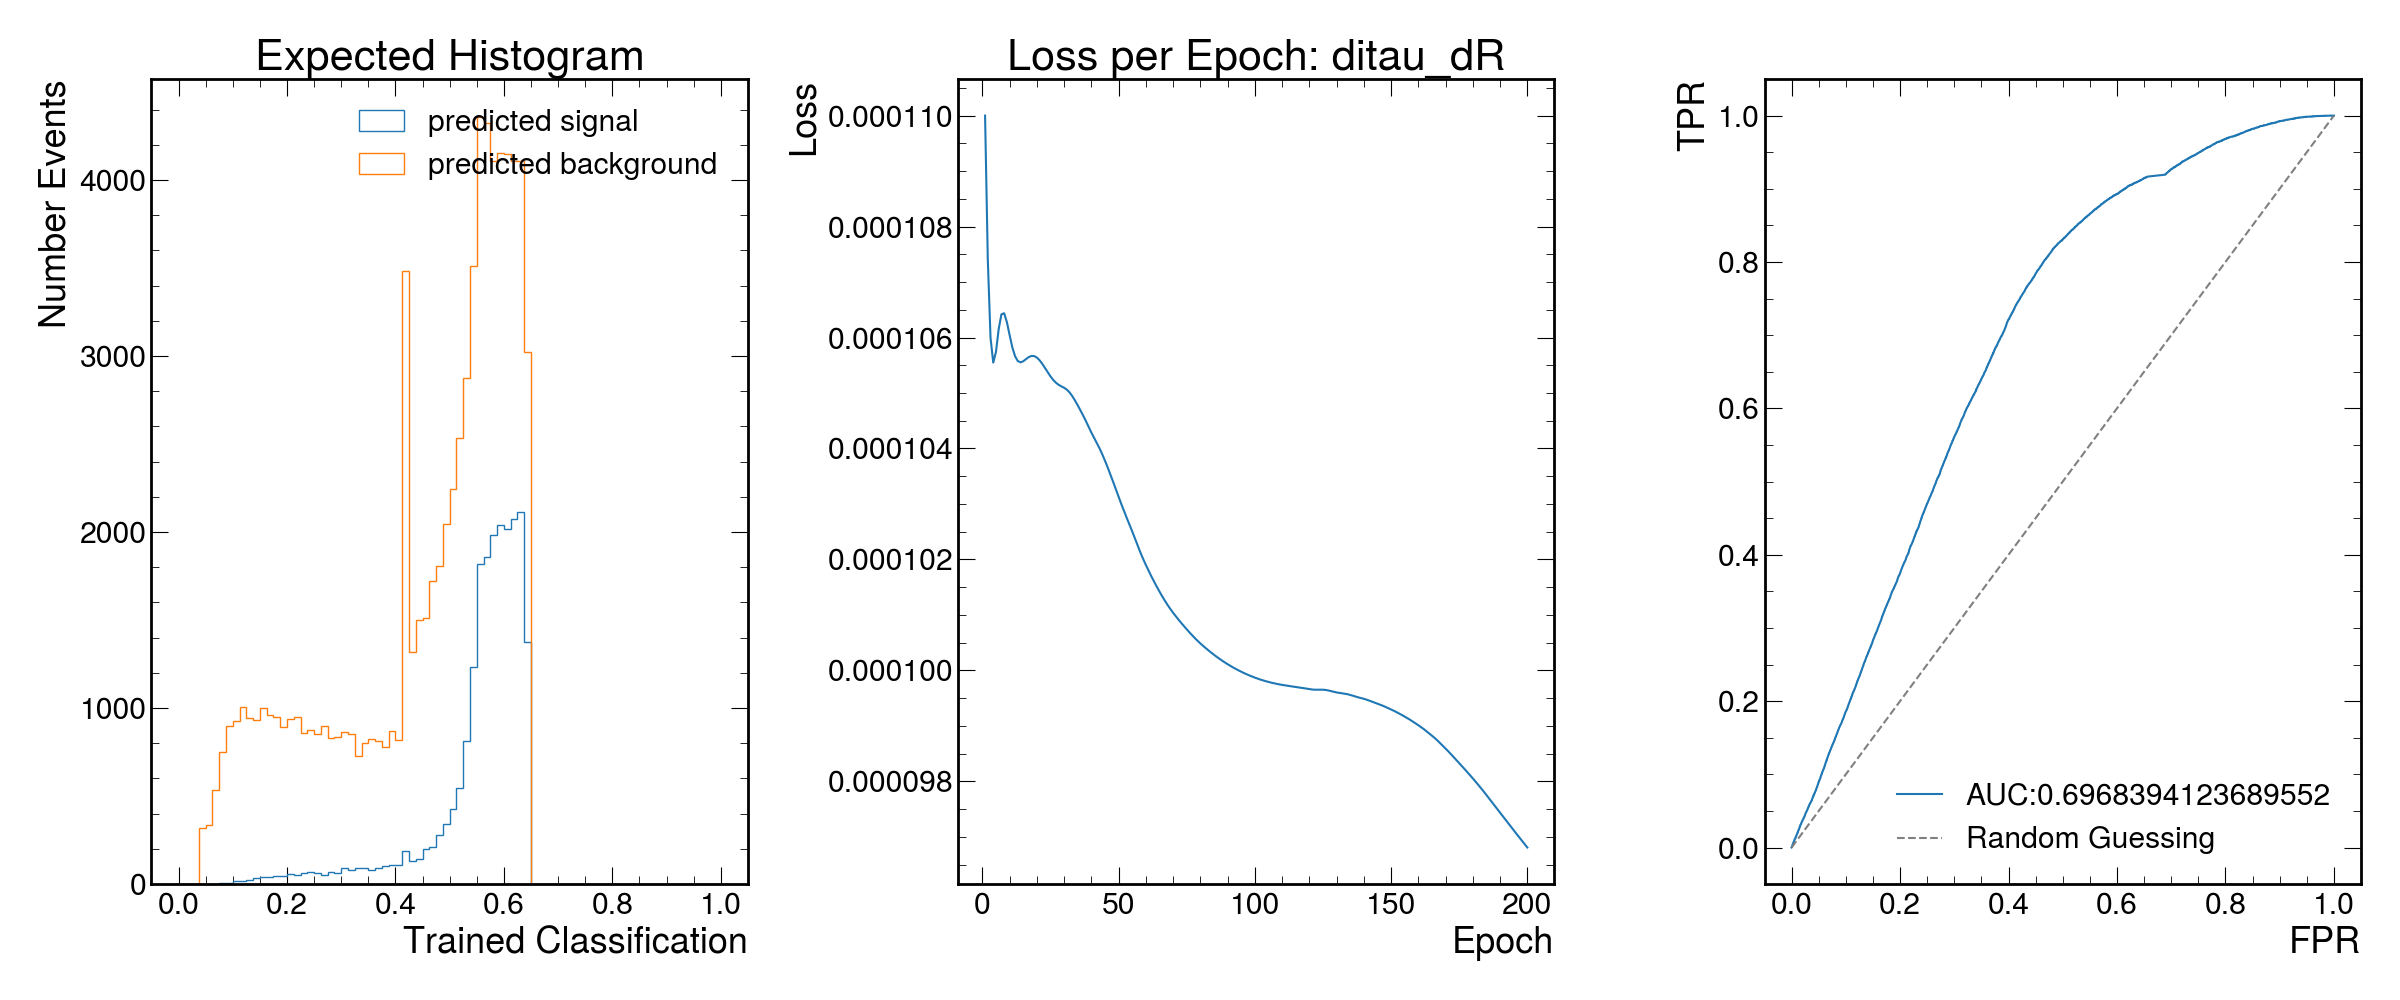 Expected Histogram
Number Events
predicted signal
predicted background
4000
3000
2000
1000
0
0.0 0.2 0.4 0.6 0.8 1.0
Trained Classification
Loss per Epoch: ditau_dR
Loss
0.000110
0.000108
0.000106
0.000104
0.000102
0.000100
0.000098
0 50 100 150 200
Epoch
TPR
1.0
0.8
0.6
0.4
0.2
0.0
AUC:0.6968394123689552
Random Guessing
0.0 0.2 0.4 0.6 0.8 1.0
FPR